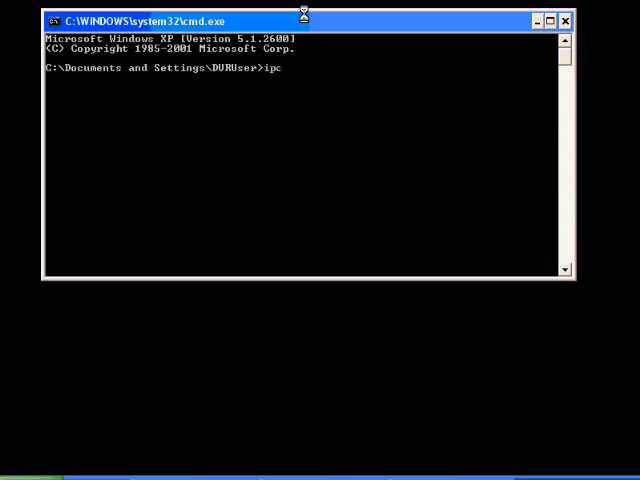 C:\WINDOWS\system32\cmd.exe
Microsoft Windows XP [Version 5.1.2600]
(C) Copyright 1985-2001 Microsoft Corp.
C:\Documents and Settings\DVRUser>ipc